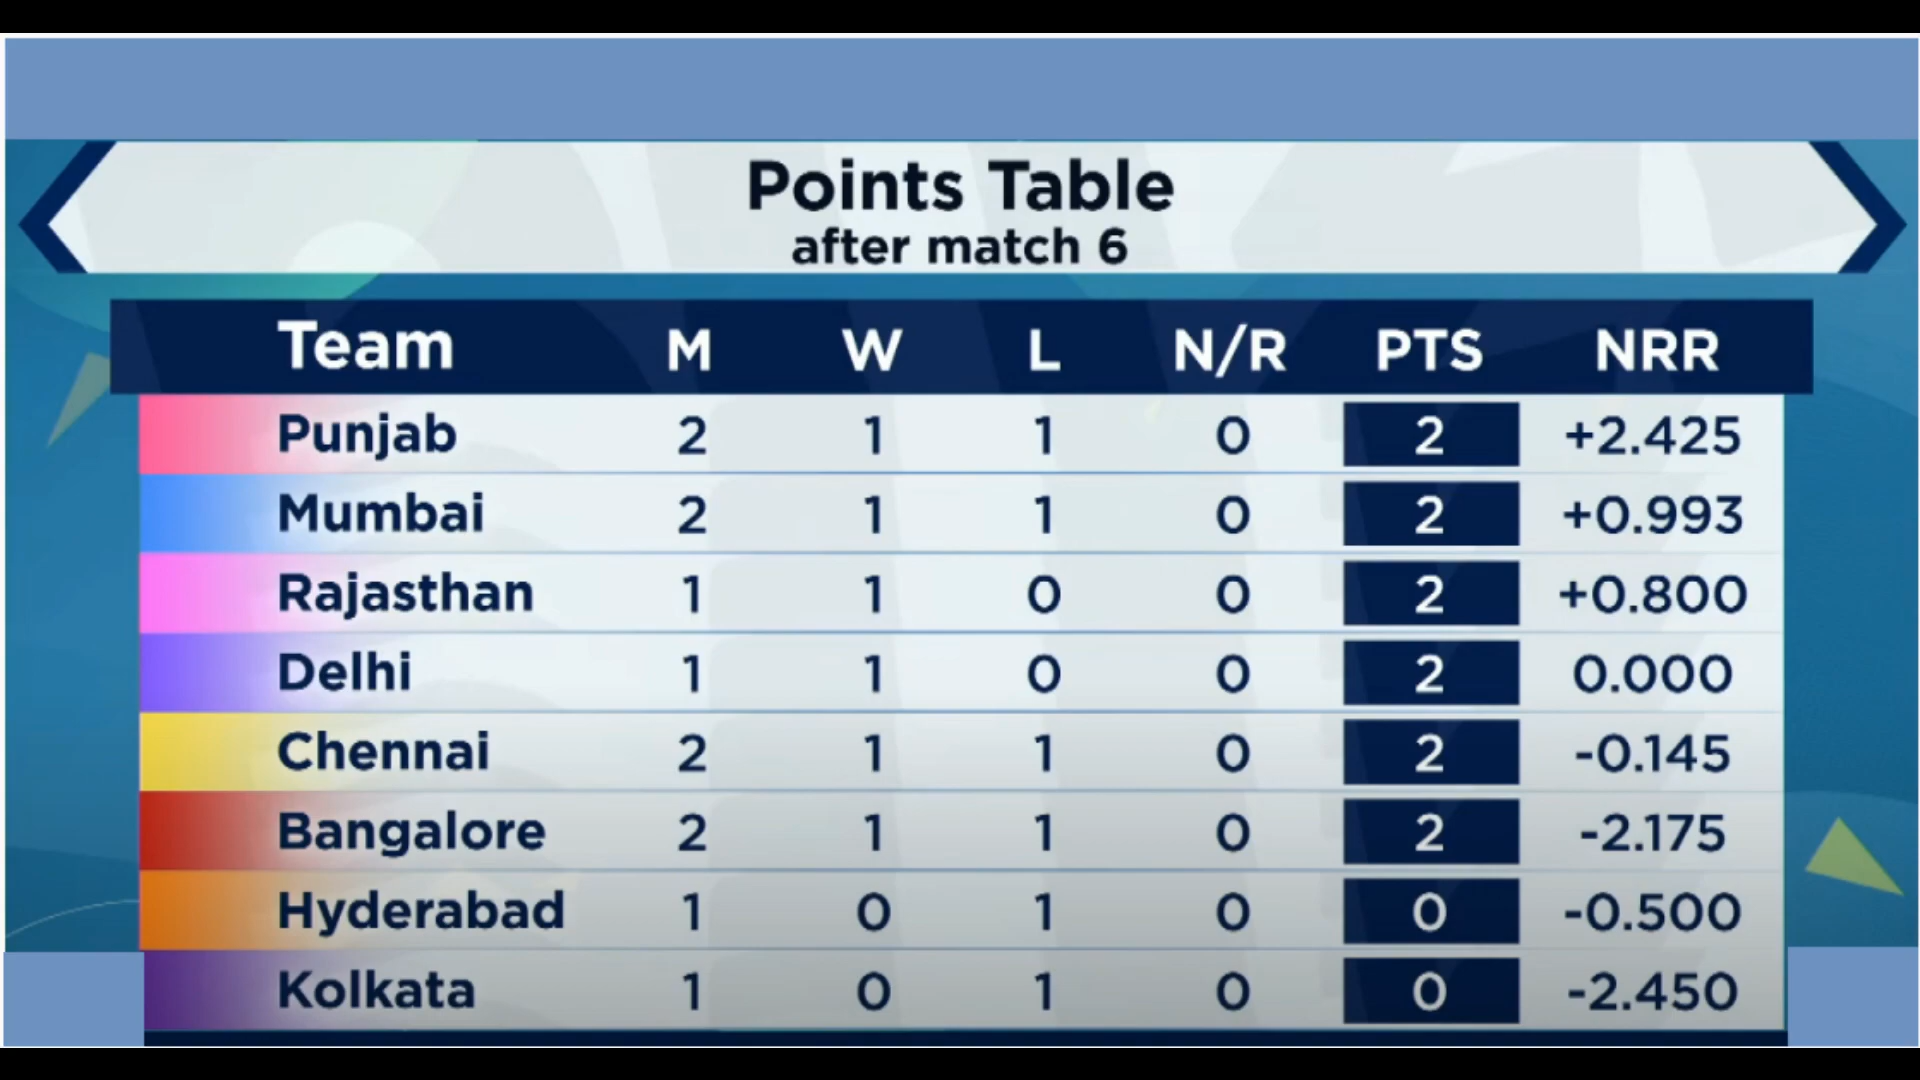 Points Table
after match 6
Team M W L N/R PTS NRR
Punjab 2 1 1 0 2 +2.425
Mumbai 2 1 1 0 2 +0.993
Rajasthan 1 1 0 0 2 +0.800
Delhi 1 1 0 0 2 0.000
Chennai 2 1 1 0 2 -0.145
Bangalore 2 1 1 0 2 -2.175
Hyderabad 1 0 1 0 0 -0.500
Kolkata 1 0 1 0 0 -2.450